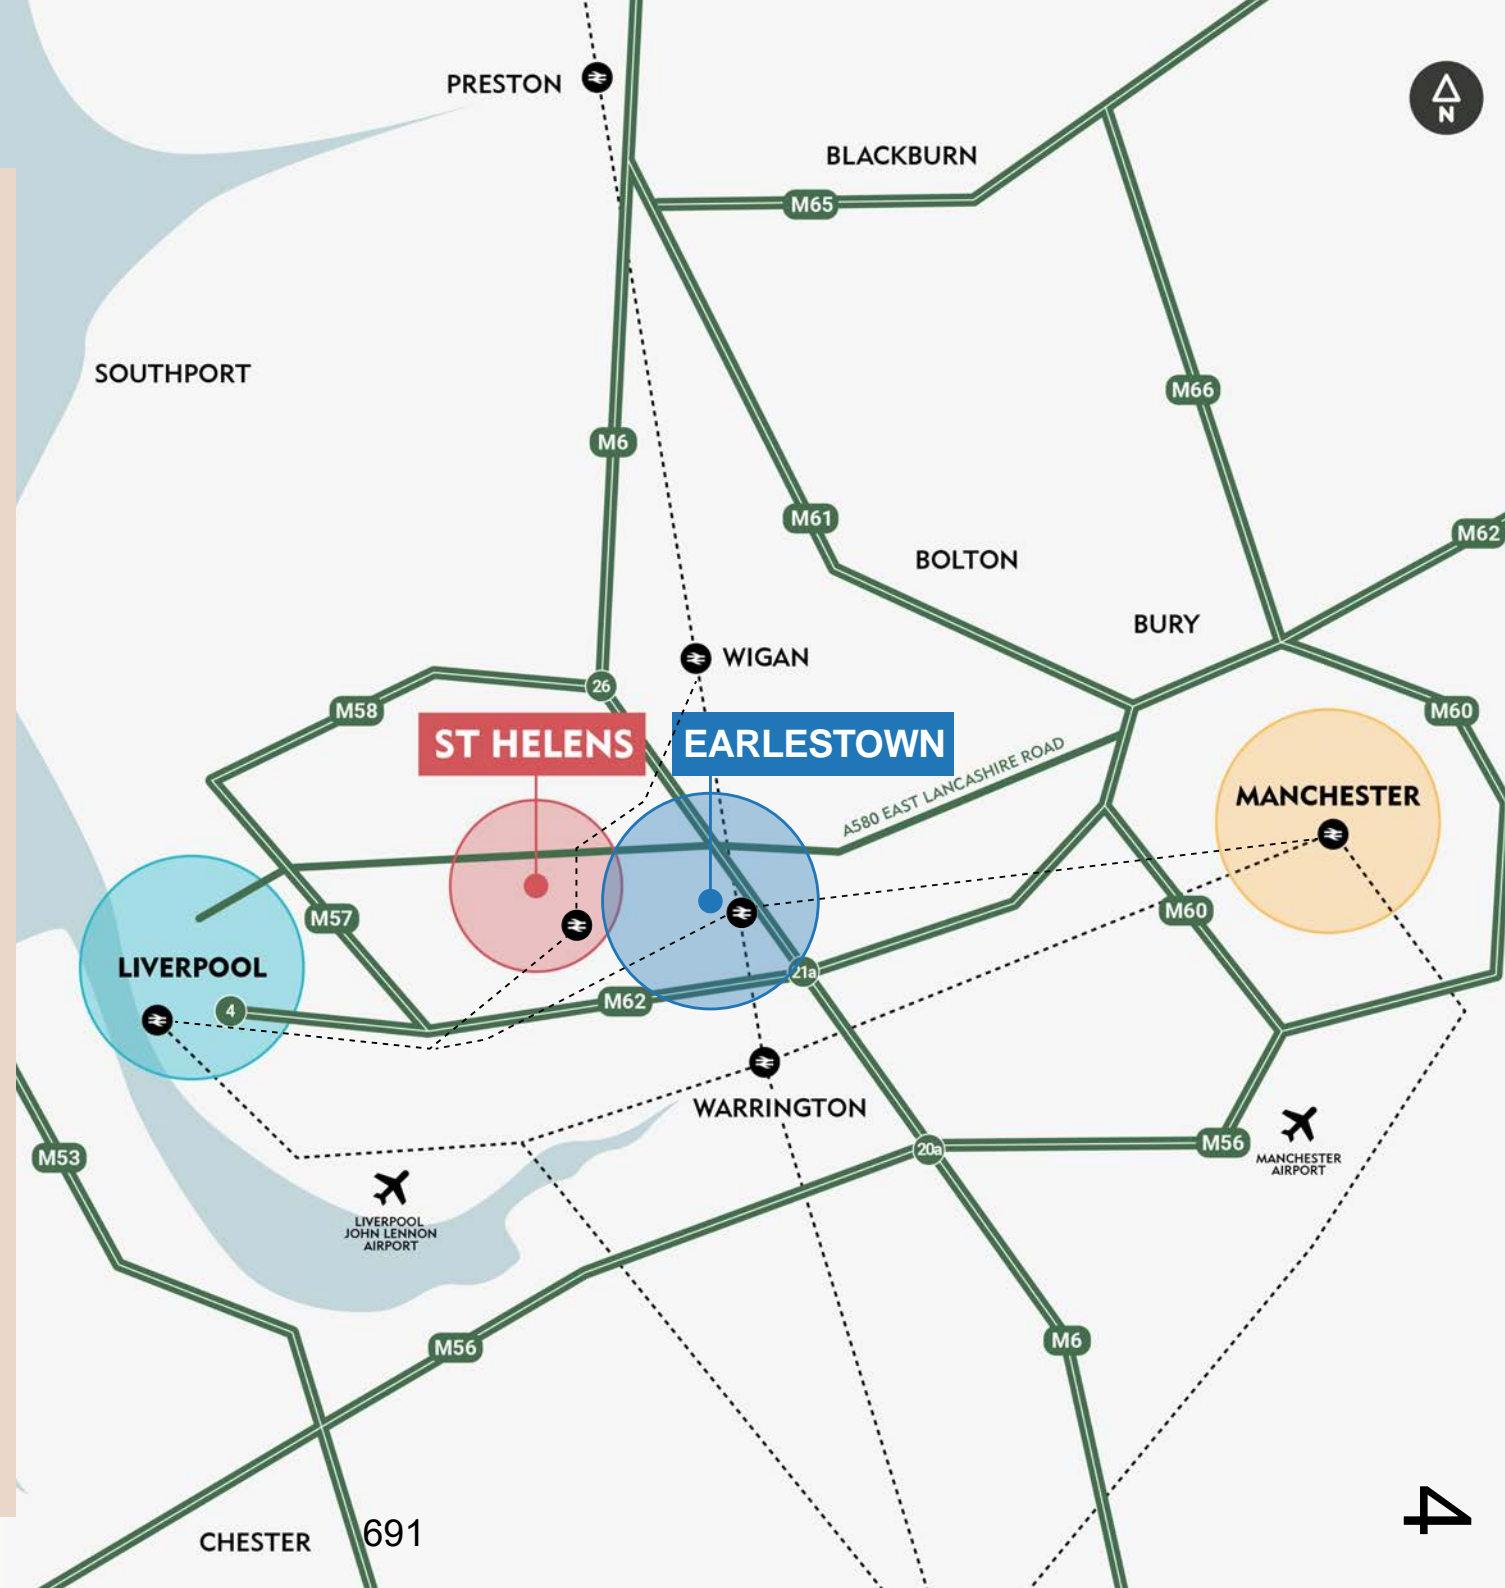 PRESTON
N
BLACKBURN
M65
SOUTHPORT
M66
M6
M61
M62
BOLTON
BURY
WIGAN
26
M58
M60
ST HELENS
EARLESTOWN
A580 EAST LANCASHIRE ROAD
MANCHESTER
M57
M60
LIVERPOOL
21a
4
M62
WARRINGTON
M53
20a
M56
MANCHESTER
AIRPORT
LIVERPOOL
JOHN LENNON
AIRPORT
M56
M6
4
CHESTER
691